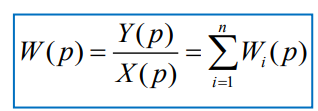 W(p) = Y(p)/X(p) = ∑_{i=1}^{n} W_i(p)